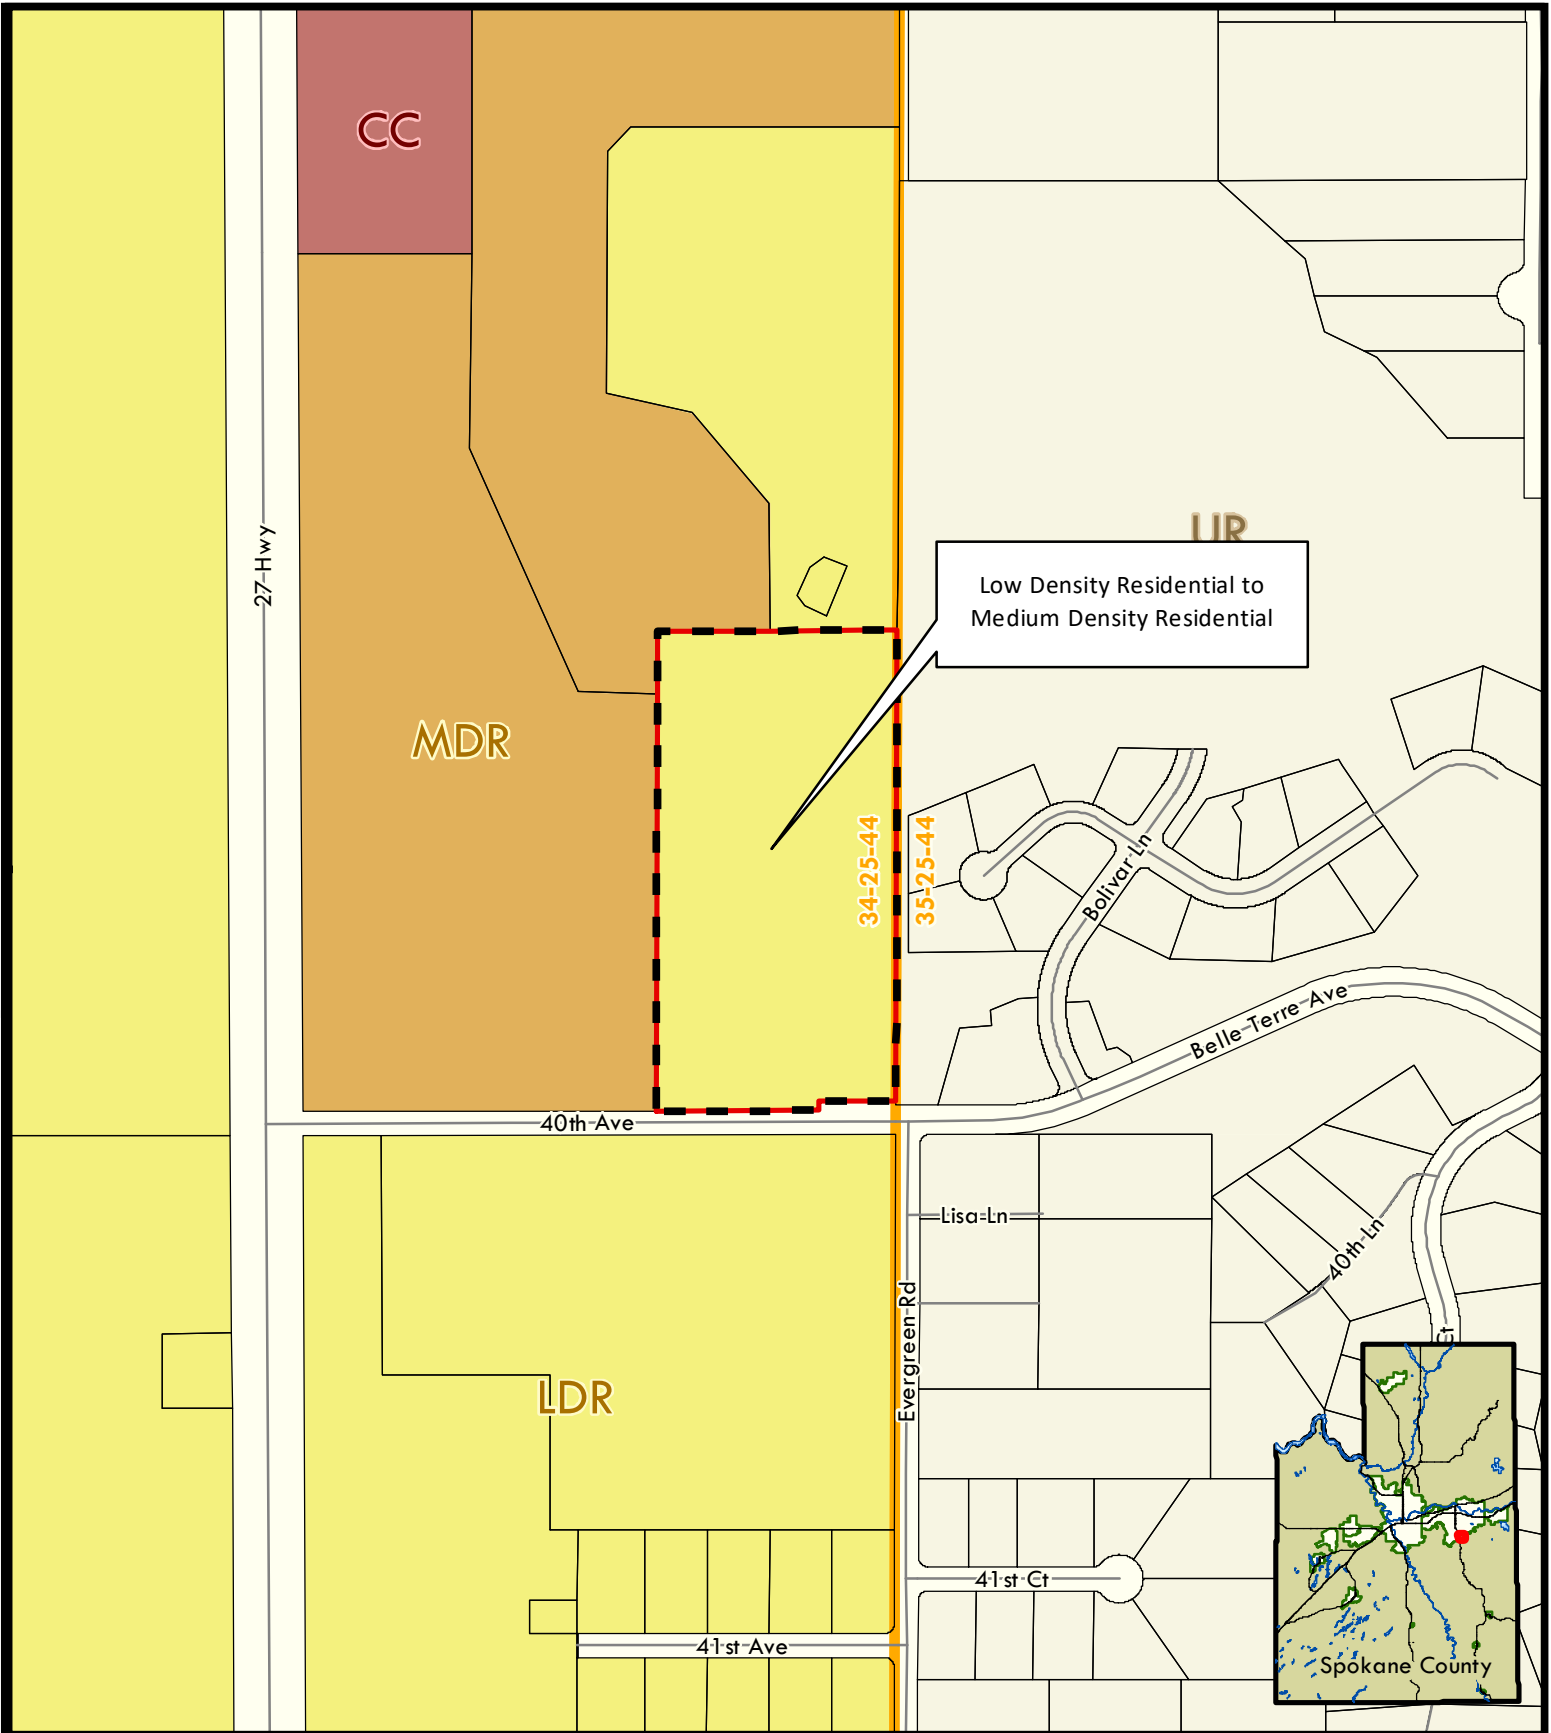 CC
UR
Low Density Residential to
Medium Density Residential
27 Hwy
MDR
34-25-44
35-25-44
Bolivar Ln
Belle Terre Ave
40th Ave
Lisa Ln
40th Ln
Evergreen Rd
Ct
LDR
41st Ct
41st Ave
Spokane County